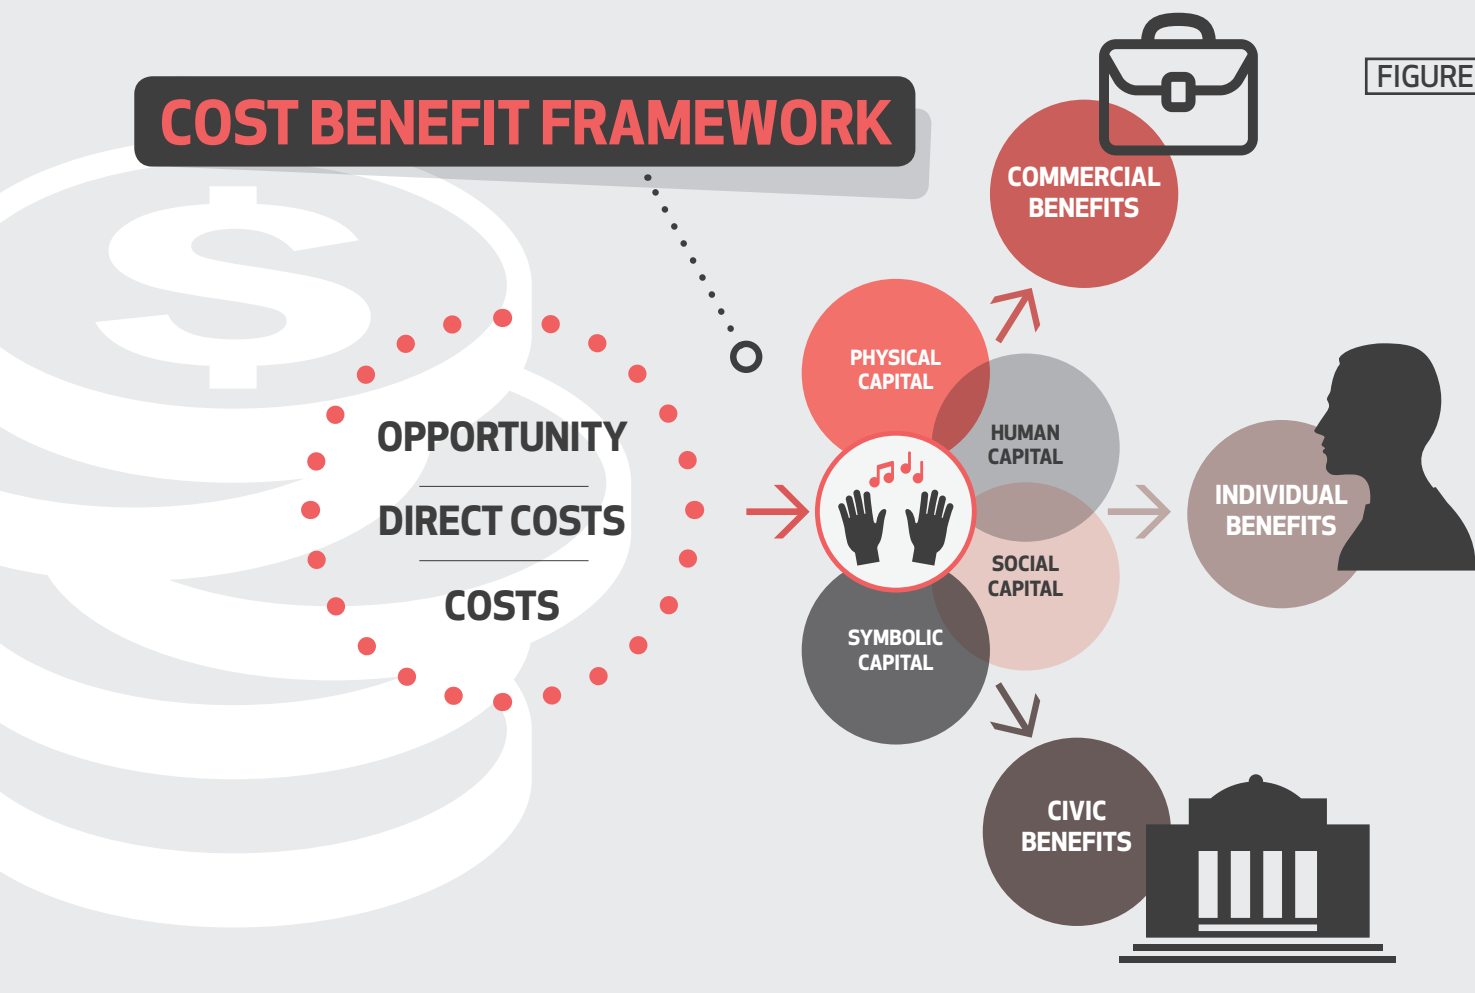 COST BENEFIT FRAMEWORK
FIGURE
COMMERCIAL
BENEFITS
PHYSICAL
CAPITAL
HUMAN
CAPITAL
OPPORTUNITY
DIRECT COSTS
COSTS
INDIVIDUAL
BENEFITS
SOCIAL
CAPITAL
SYMBOLIC
CAPITAL
CIVIC
BENEFITS
$